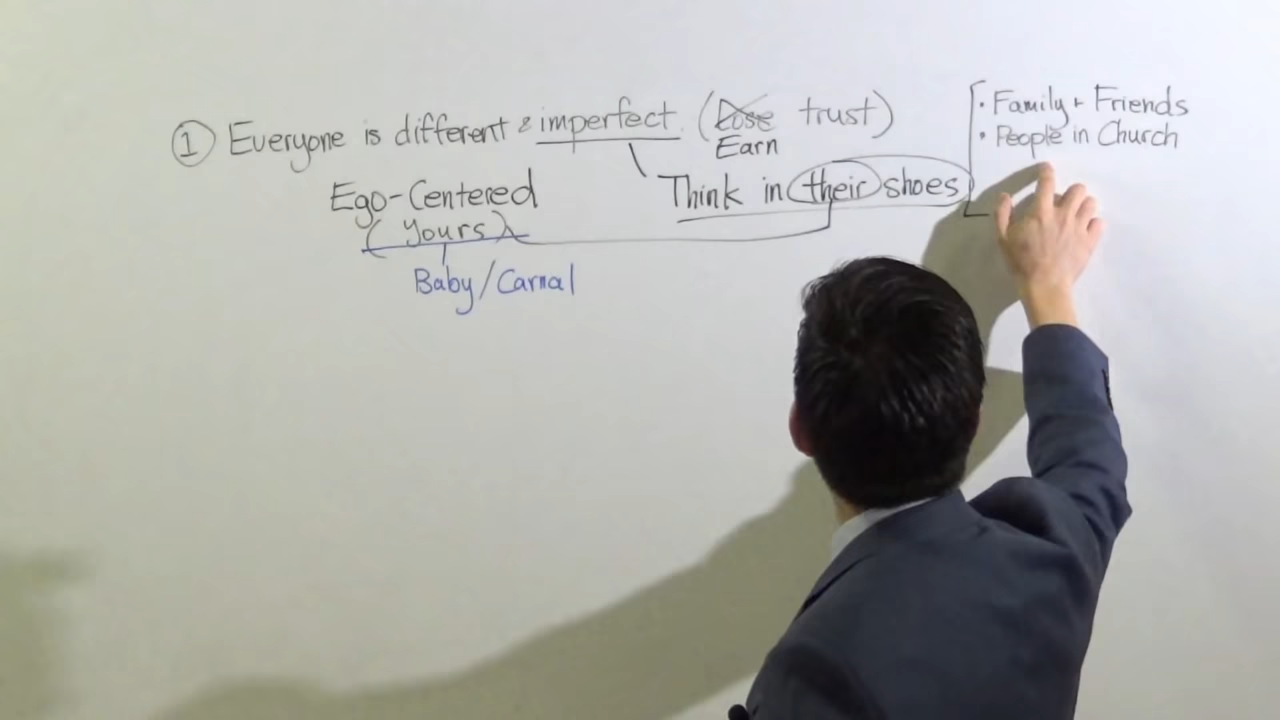 ① Everyone is different & imperfect. (Lose trust)
Earn
Ego-Centered
(Yours)
Baby/Carnal
Think in their shoes
· Family + Friends
· People in Church